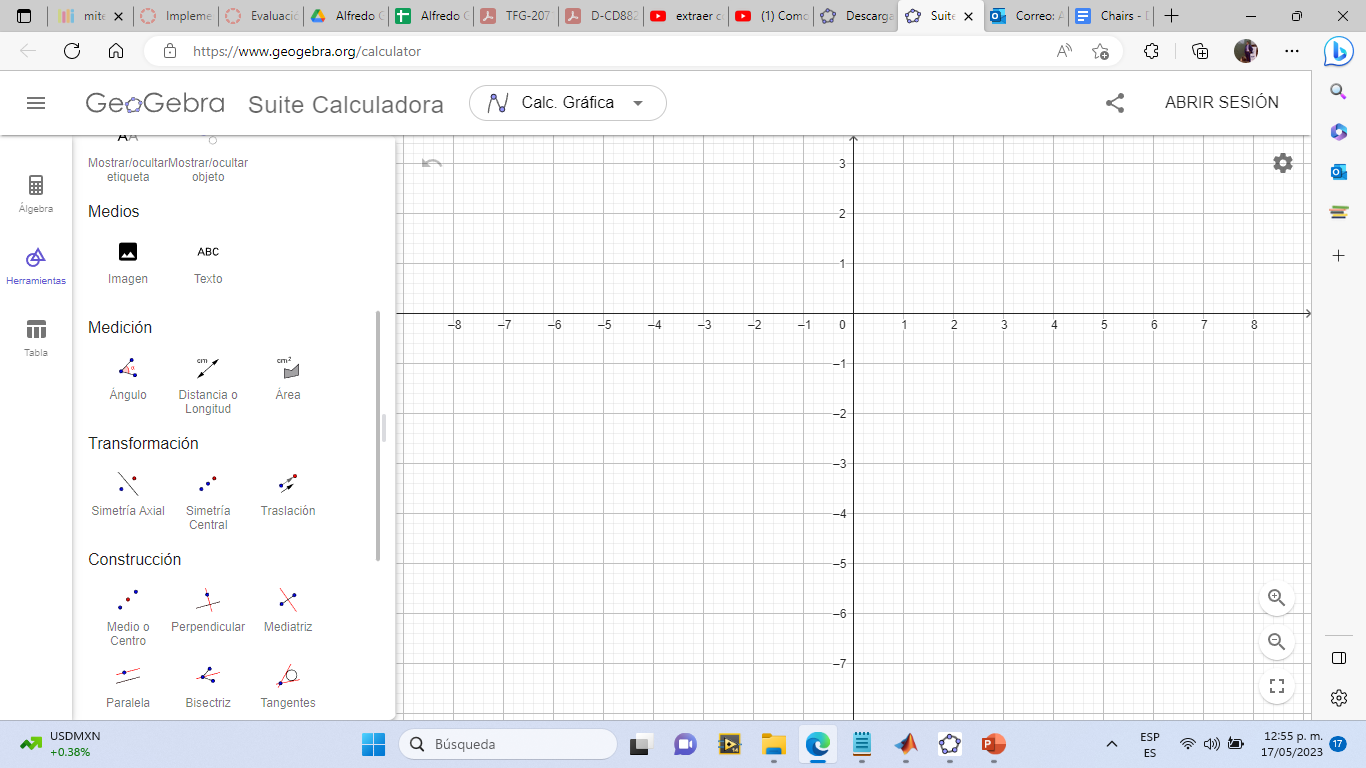 mite
Impleme
Evaluació
Alfredo C
Alfredo C
TFG-207
D-CD882
extraer c
(1) Como
Descarga
Suite
Correo: A
Chairs - D
https://www.geogebra.org/calculator
GeoGebra Suite Calculadora
Calc. Gráfica
ABRIR SESIÓN
Álgebra
Herramientas
Tabla
AA
Mostrar/ocultar etiqueta
Mostrar/ocultar objeto
Medios
Imagen
ABC
Texto
Medición
α
Ángulo
cm
Distancia o Longitud
cm²
Área
Transformación
Simetría Axial
Simetría Central
Traslación
Construcción
Medio o Centro
Perpendicular
Mediatriz
Paralela
Bisectriz
Tangentes
3
2
1
–8 –7 –6 –5 –4 –3 –2 –1 0 1 2 3 4 5 6 7 8
–1
–2
–3
–4
–5
–6
–7
USDMXN
+0.38%
Búsqueda
ESP
ES
12:55 p. m.
17/05/2023
17